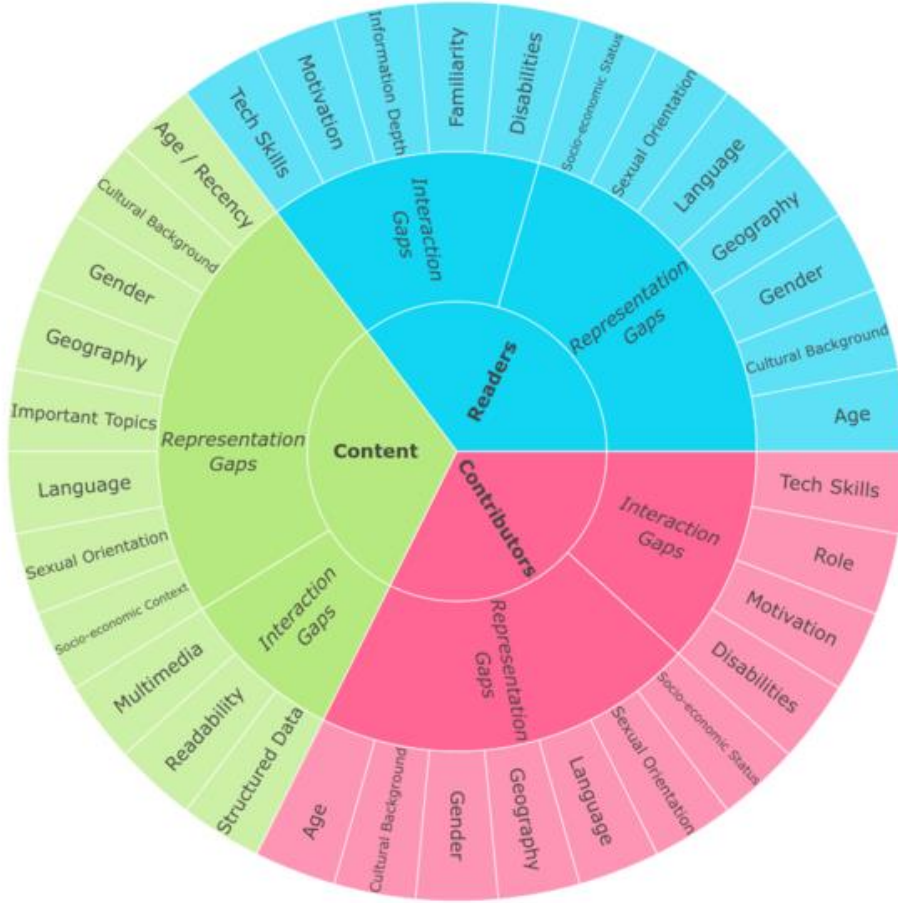 Readers
Interaction
Gaps
Tech Skills
Motivation
Information Depth
Familiarity
Disabilities
Representation
Gaps
Socio-economic Status
Sexual Orientation
Language
Geography
Gender
Cultural Background
Age
Contributors
Interaction
Gaps
Tech Skills
Role
Motivation
Disabilities
Representation
Gaps
Socio-economic Status
Sexual Orientation
Language
Geography
Gender
Cultural Background
Age
Content
Representation
Gaps
Age / Recency
Cultural Background
Gender
Geography
Important Topics
Language
Sexual Orientation
Socio-economic Context
Interaction
Gaps
Multimedia
Readability
Structured Data